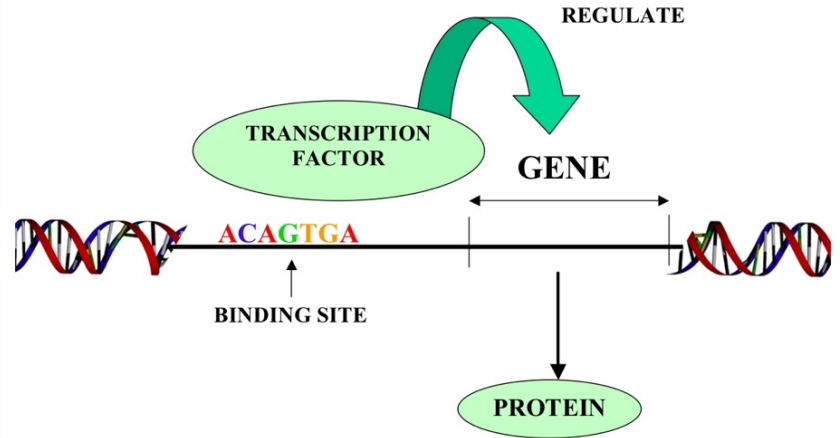 REGULATE
TRANSCRIPTION
FACTOR
GENE
ACAGTGA
BINDING SITE
PROTEIN